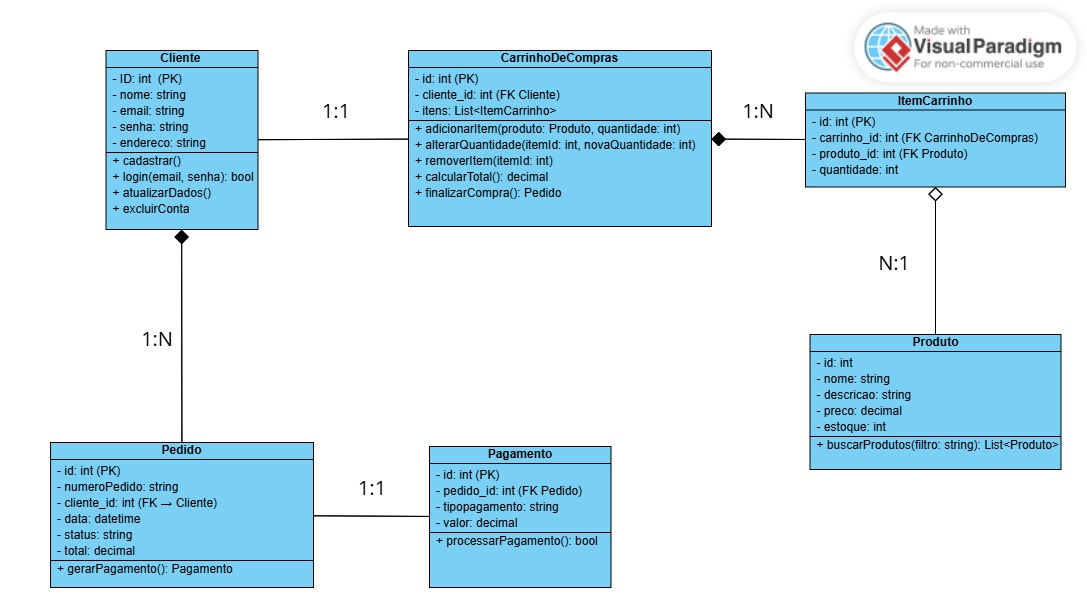 Made with
VisualParadigm
For non-commercial use
Cliente
- ID: int (PK)
- nome: string
- email: string
- senha: string
- endereco: string
+ cadastrar()
+ login(email, senha): bool
+ atualizarDados()
+ excluirConta
1:1
CarrinhoDeCompras
- id: int (PK)
- cliente_id: int (FK Cliente)
- itens: List<ItemCarrinho>
+ adicionarItem(produto: Produto, quantidade: int)
+ alterarQuantidade(itemId: int, novaQuantidade: int)
+ removerItem(itemId: int)
+ calcularTotal(): decimal
+ finalizarCompra(): Pedido
1:N
ItemCarrinho
- id: int (PK)
- carrinho_id: int (FK CarrinhoDeCompras)
- produto_id: int (FK Produto)
- quantidade: int
N:1
1:N
Produto
- id: int
- nome: string
- descricao: string
- preco: decimal
- estoque: int
+ buscarProdutos(filtro: string): List<Produto>
Pedido
- id: int (PK)
- numeroPedido: string
- cliente_id: int (FK → Cliente)
- data: datetime
- status: string
- total: decimal
+ gerarPagamento(): Pagamento
1:1
Pagamento
- id: int (PK)
- pedido_id: int (FK Pedido)
- tipopagamento: string
- valor: decimal
+ processarPagamento(): bool